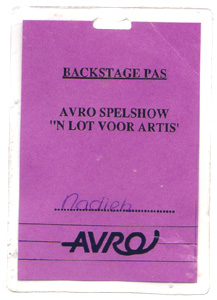 BACKSTAGE PAS
AVRO SPELSHOW
"N LOT VOOR ARTIS'
Nadieh
AVRO